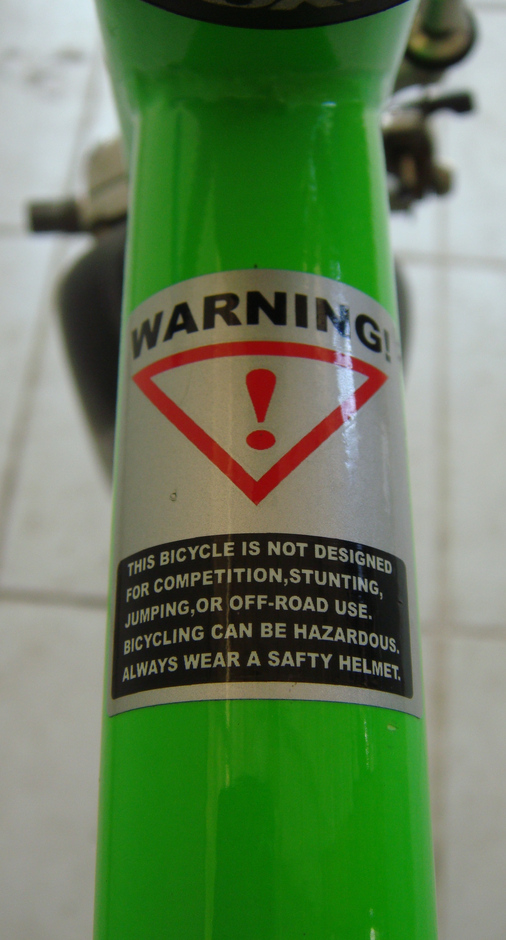 WARNING!
!
THIS BICYCLE IS NOT DESIGNED
FOR COMPETITION,STUNTING,
JUMPING,OR OFF-ROAD USE.
BICYCLING CAN BE HAZARDOUS.
ALWAYS WEAR A SAFTY HELMET.